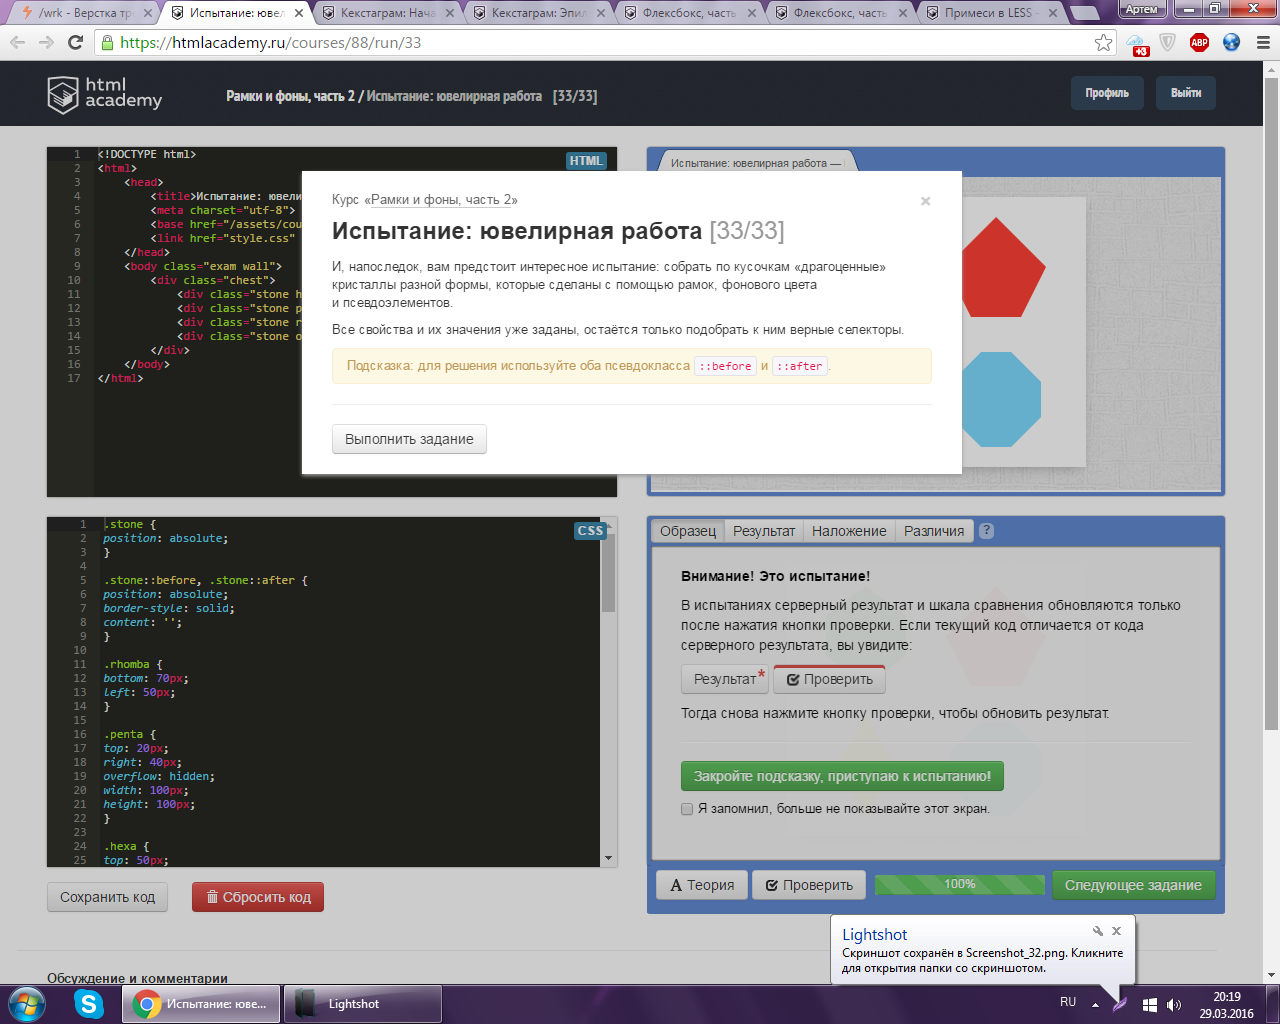 /wrk - Верстка тре
Испытание: ювел
Кекстаграм: Нача
Кекстаграм: Эпил
Флексбокс, часть
Флексбокс, часть
Примеси в LESS -
Артем
https://htmlacademy.ru/courses/88/run/33
+3
ABP
html
academy
Рамки и фоны, часть 2 / Испытание: ювелирная работа [33/33]
Профиль
Выйти
HTML
1 <!DOCTYPE html>
2 <html>
3 <head>
4 <title>Испытание: ювели
5 <meta charset="utf-8">
6 <base href="/assets/cou
7 <link href="style.css"
8 </head>
9 <body class="exam wall">
10 <div class="chest">
11 <div class="stone h
12 <div class="stone p
13 <div class="stone r
14 <div class="stone o
15 </div>
16 </body>
17 </html>
Испытание: ювелирная работа —
Курс «Рамки и фоны, часть 2»
×
Испытание: ювелирная работа [33/33]
И, напоследок, вам предстоит интересное испытание: собрать по кусочкам «драгоценные»
кристаллы разной формы, которые сделаны с помощью рамок, фонового цвета
и псевдоэлементов.
Все свойства и их значения уже заданы, остаётся только подобрать к ним верные селекторы.
Подсказка: для решения используйте оба псевдокласса ::before и ::after.
Выполнить задание
CSS
1 .stone {
2 position: absolute;
3 }
4
5 .stone::before, .stone::after {
6 position: absolute;
7 border-style: solid;
8 content: '';
9 }
10
11 .rhomba {
12 bottom: 70px;
13 left: 50px;
14 }
15
16 .penta {
17 top: 20px;
18 right: 40px;
19 overflow: hidden;
20 width: 100px;
21 height: 100px;
22 }
23
24 .hexa {
25 top: 50px;
Образец
Результат
Наложение
Различия
?
Внимание! Это испытание!
В испытаниях серверный результат и шкала сравнения обновляются только
после нажатия кнопки проверки. Если текущий код отличается от кода
серверного результата, вы увидите:
Результат*
Проверить
Тогда снова нажмите кнопку проверки, чтобы обновить результат.
Закройте подсказку, приступаю к испытанию!
Я запомнил, больше не показывайте этот экран.
Сохранить код
Сбросить код
A Теория
Проверить
100%
Следующее задание
Обсуждение и комментарии
Lightshot
Скриншот сохранён в Screenshot_32.png. Кликните
для открытия папки со скриншотом.
Испытание: юве...
Lightshot
RU
20:19
29.03.2016